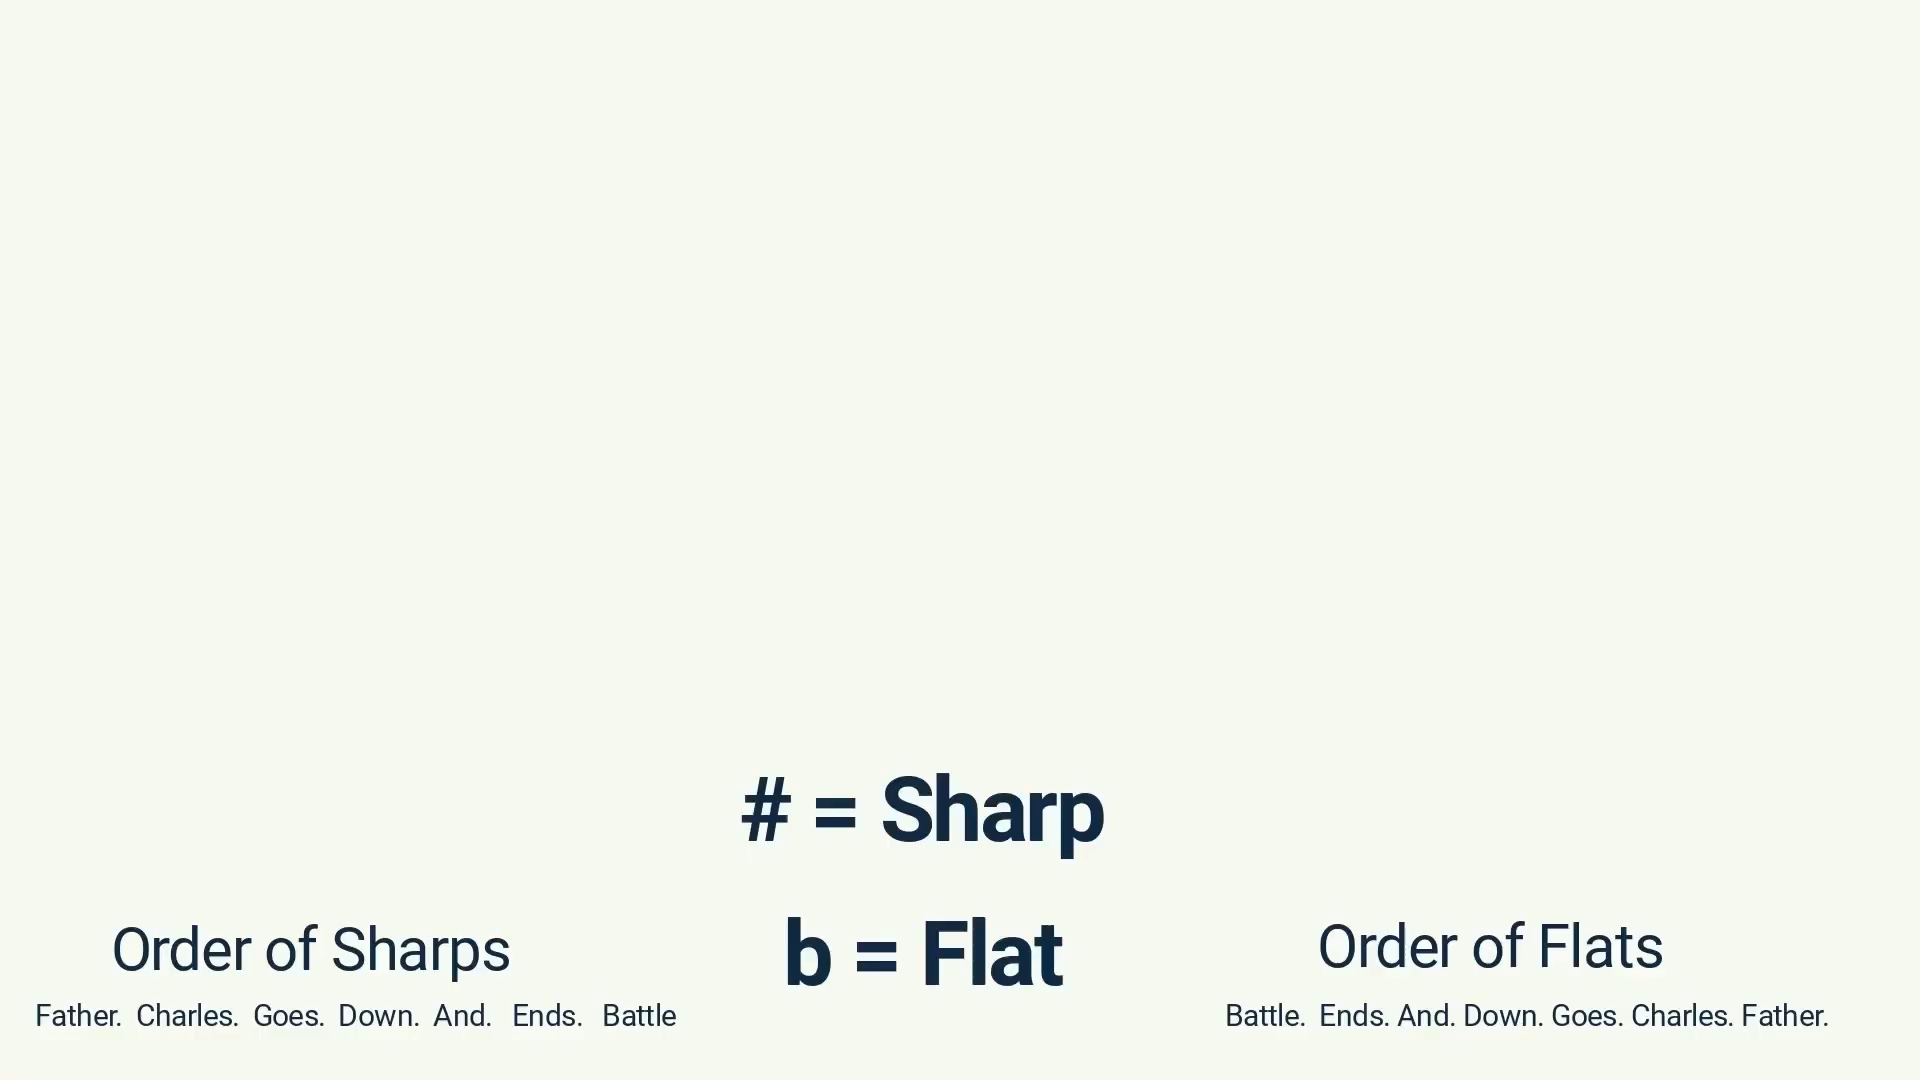 # = Sharp
b = Flat
Order of Sharps
Father. Charles. Goes. Down. And. Ends. Battle
Order of Flats
Battle. Ends. And. Down. Goes. Charles. Father.